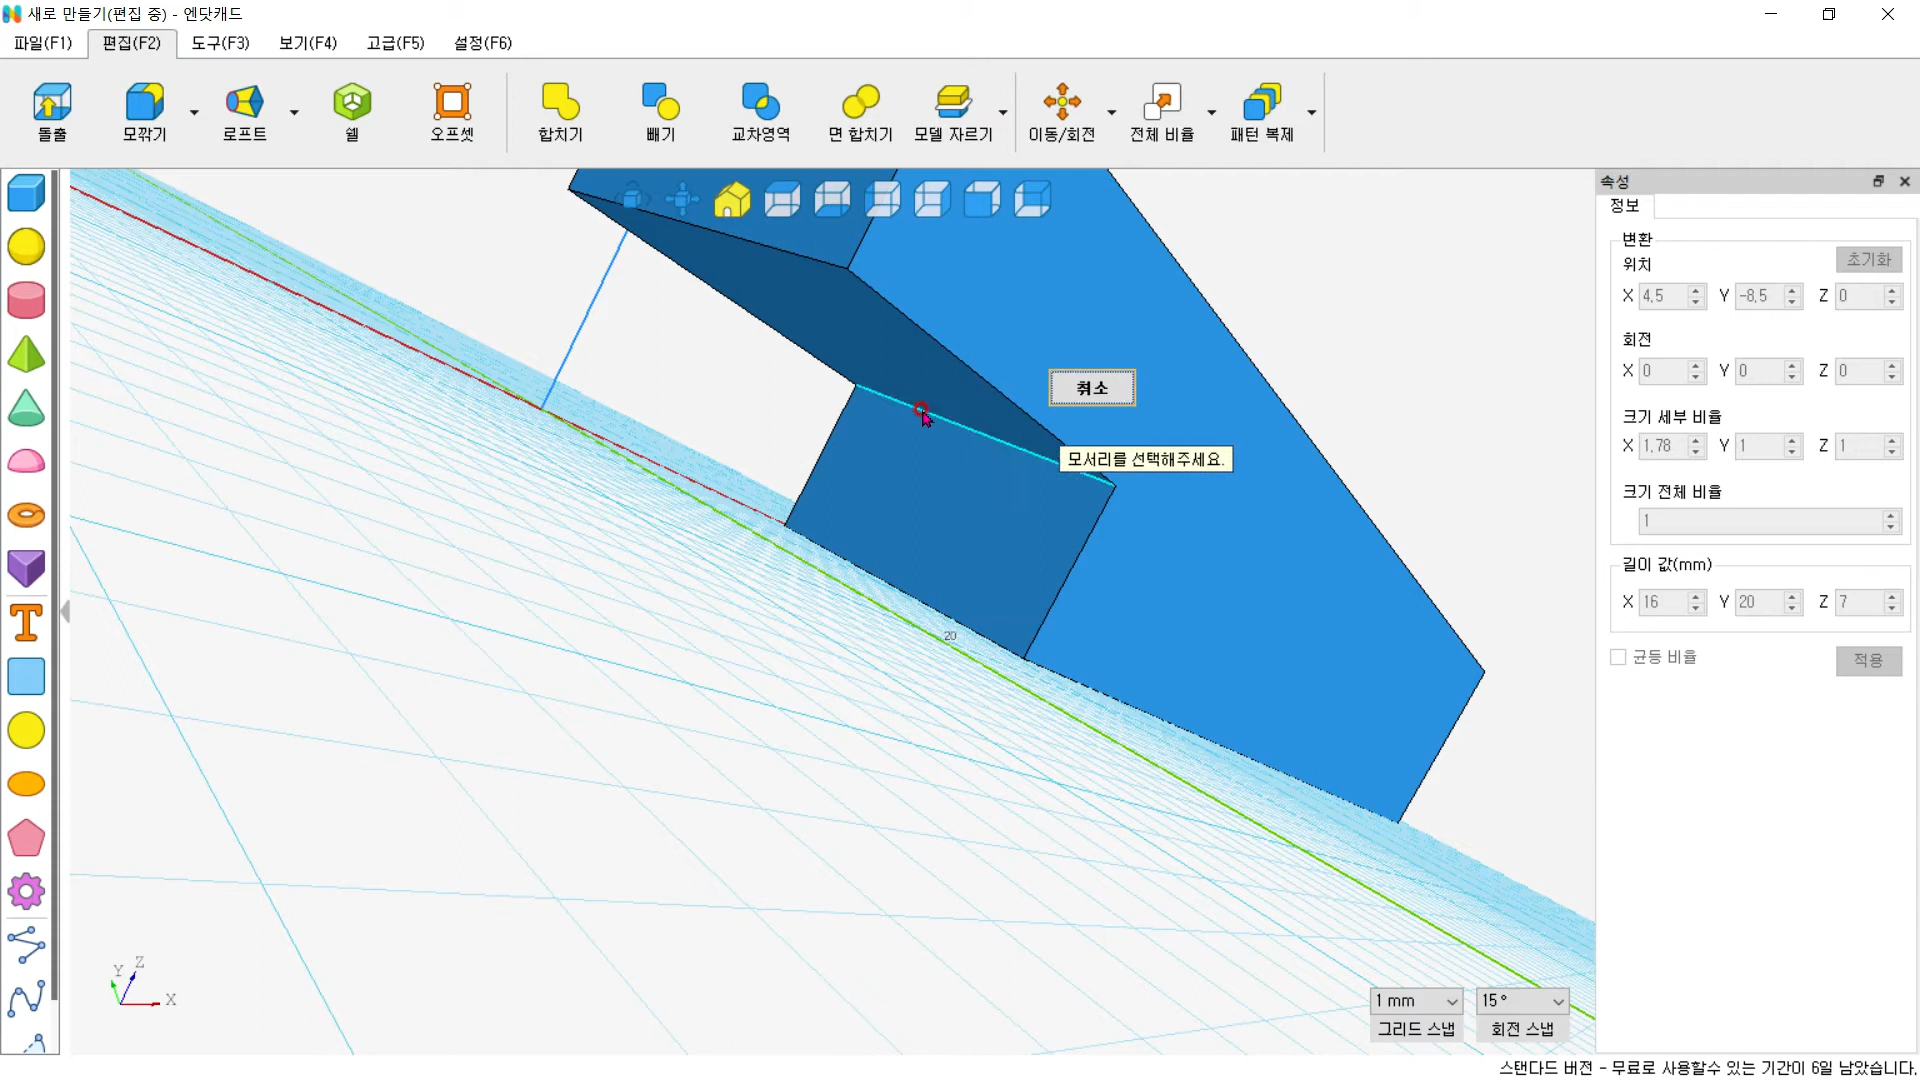 새로 만들기(편집 중) - 엔닷캐드
파일(F1) 편집(F2) 도구(F3) 보기(F4) 고급(F5) 설정(F6)
돌출 모깎기 로프트 쉘 오프셋 합치기 빼기 교차영역 면 합치기 모델 자르기 이동/회전 전체 비율 패턴 복제
속성
정보
변환
위치
초기화
X 4.5 Y -8.5 Z 0
회전
X 0 Y 0 Z 0
취소
크기 세부 비율
X 1.78 Y 1 Z 1
모서리를 선택해주세요.
크기 전체 비율
1
길이 값(mm)
X 16 Y 20 Z 7
20
균등 비율 적용
T
Y Z X
1 mm 15 °
그리드 스냅 회전 스냅
스탠다드 버전 - 무료로 사용할수 있는 기간이 6일 남았습니다.